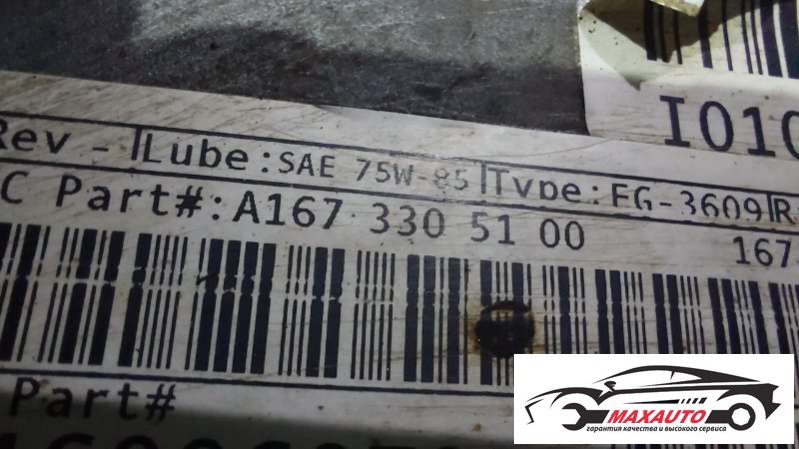 I010
Rev - Lube: SAE 75W-85 Type: FG-3609 R
C Part#: A167 330 51 00 167
Part#
MAXAUTO
гарантия качества и высокого сервиса